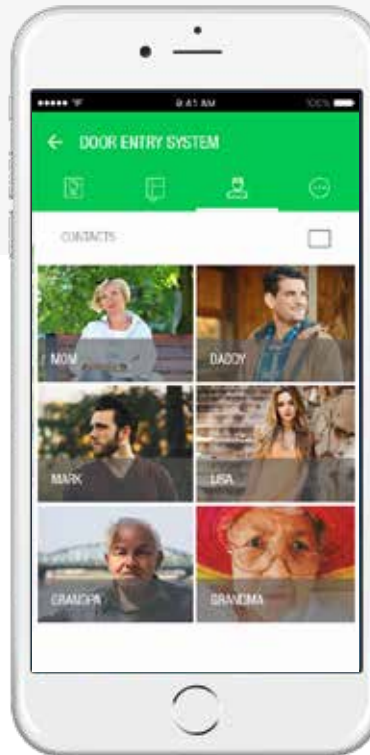 9:41 AM 100%
DOOR ENTRY SYSTEM
CONTACTS
MOM DADDY
MARK LISA
GRANDPA GRANDMA